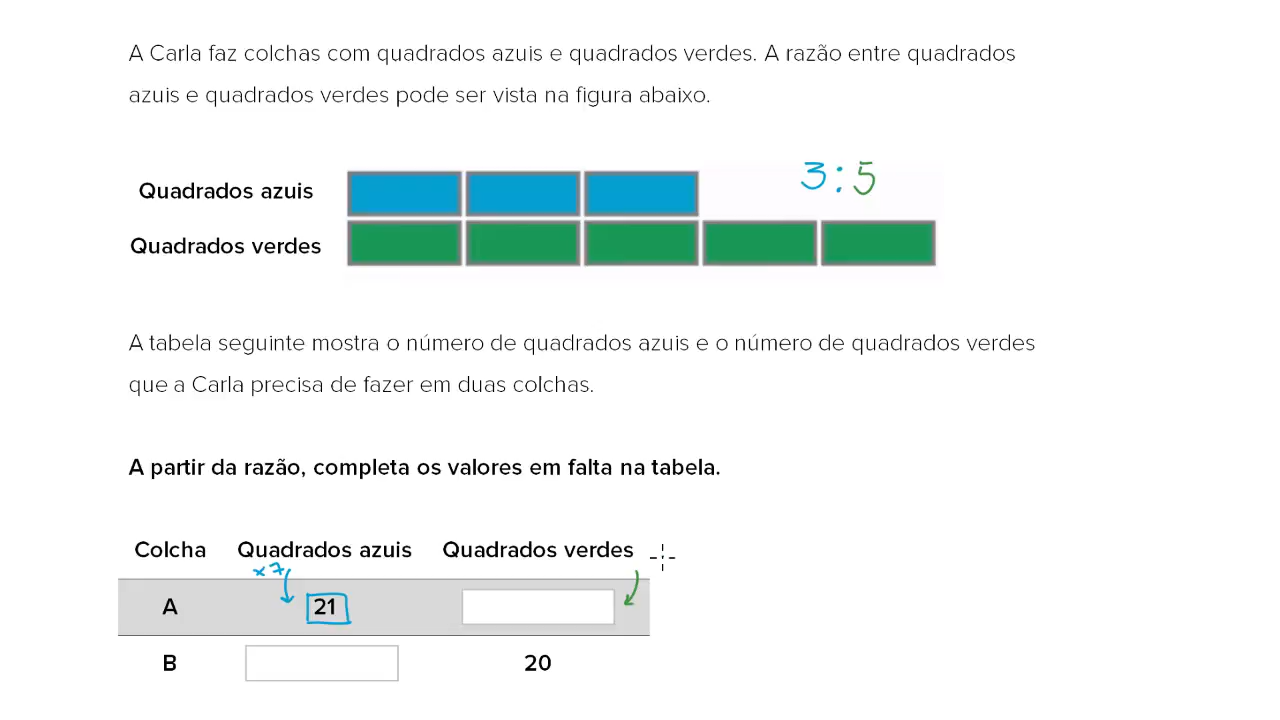 A Carla faz colchas com quadrados azuis e quadrados verdes. A razão entre quadrados
azuis e quadrados verdes pode ser vista na figura abaixo.
3:5
Quadrados azuis
Quadrados verdes
A tabela seguinte mostra o número de quadrados azuis e o número de quadrados verdes
que a Carla precisa de fazer em duas colchas.
A partir da razão, completa os valores em falta na tabela.
Colcha Quadrados azuis Quadrados verdes
x7
A 21
B 20